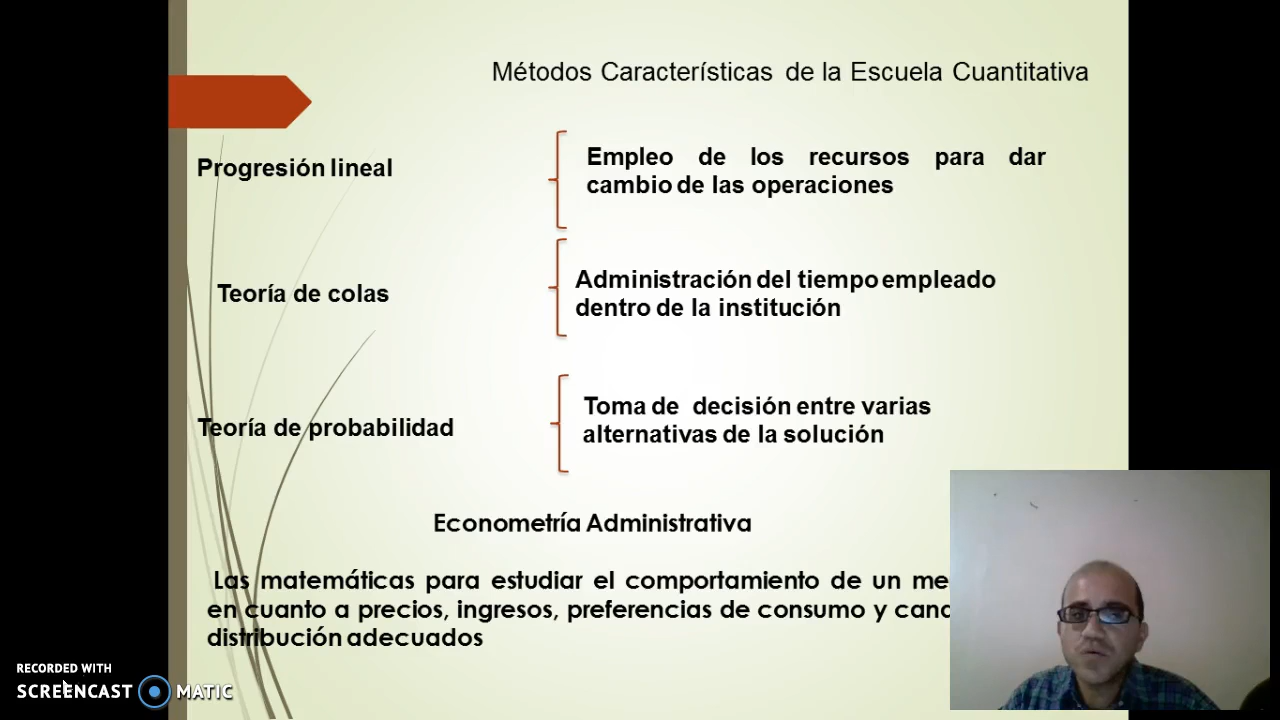 Métodos Características de la Escuela Cuantitativa
Progresión lineal
Empleo de los recursos para dar
cambio de las operaciones
Teoría de colas
Administración del tiempo empleado
dentro de la institución
Teoría de probabilidad
Toma de decisión entre varias
alternativas de la solución
Econometría Administrativa
Las matemáticas para estudiar el comportamiento de un
en cuanto a precios, ingresos, preferencias de consumo y
distribución adecuados
RECORDED WITH
SCREENCAST MATIC